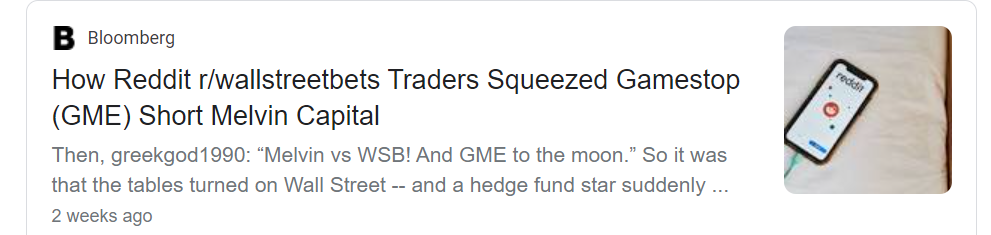 B Bloomberg
How Reddit r/wallstreetbets Traders Squeezed Gamestop
(GME) Short Melvin Capital
Then, greekgod1990: “Melvin vs WSB! And GME to the moon.” So it was
that the tables turned on Wall Street -- and a hedge fund star suddenly ...
2 weeks ago
reddit